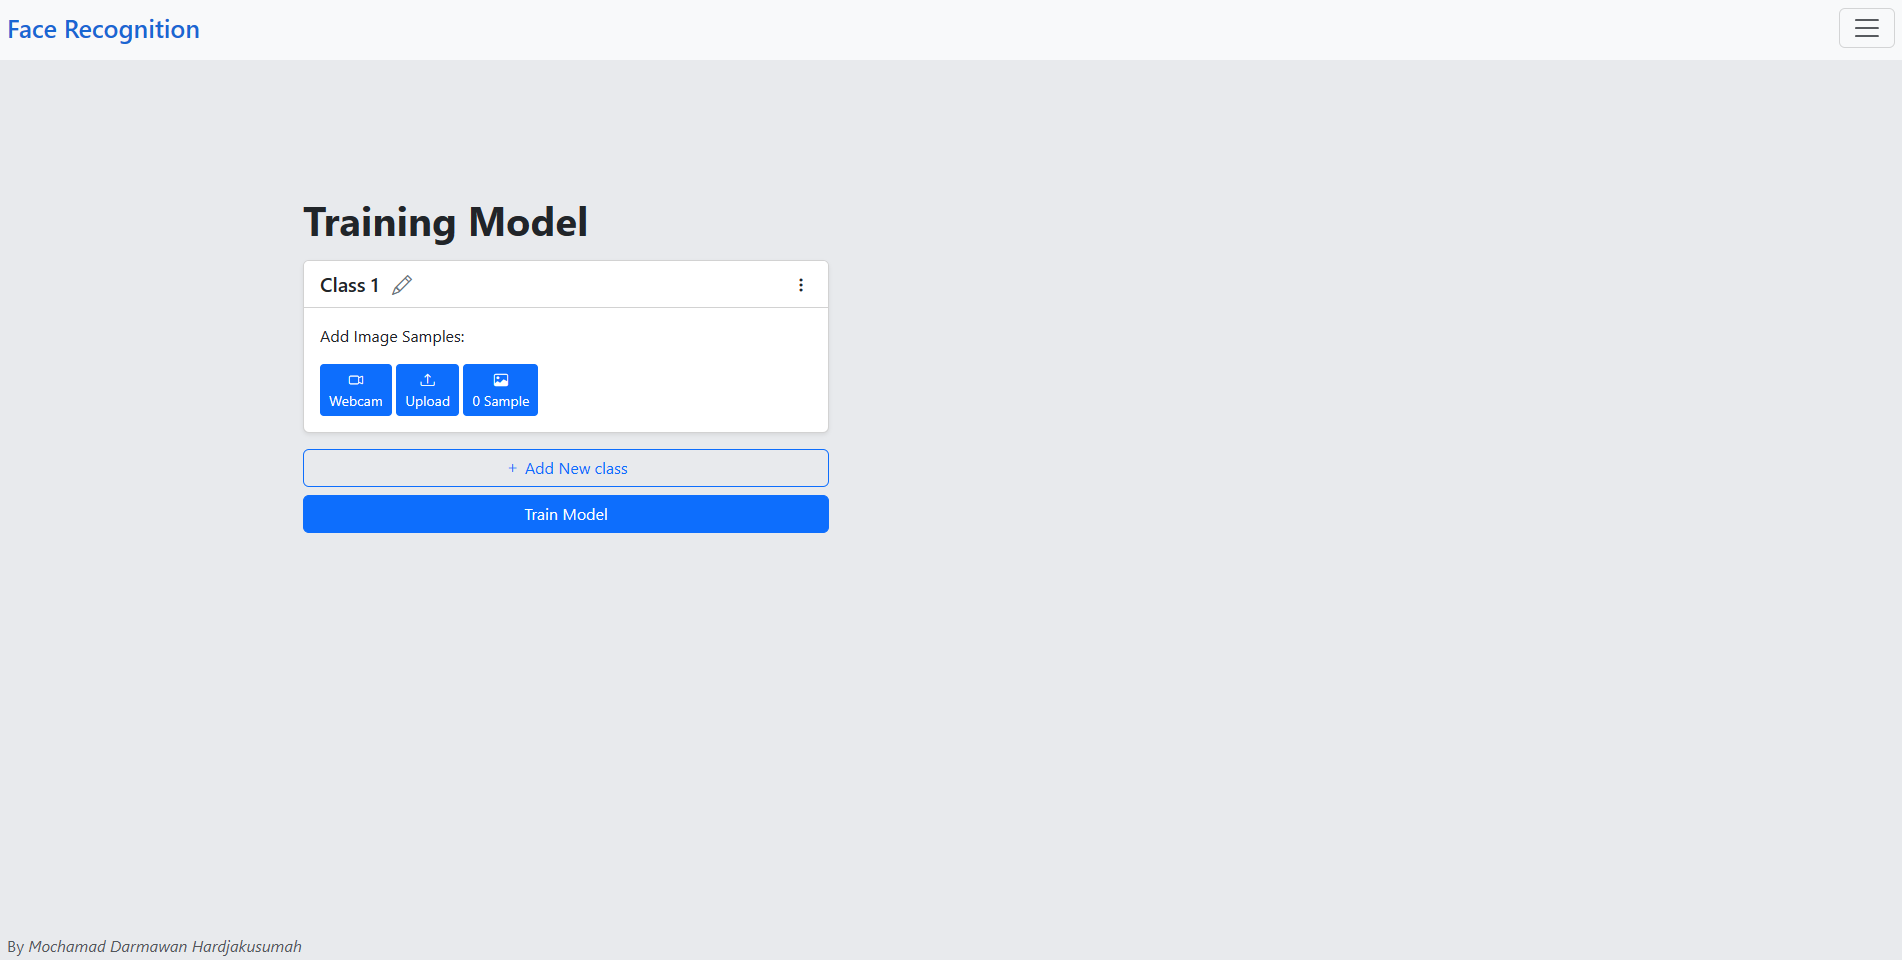 Face Recognition
Training Model
Class 1
Add Image Samples:
Webcam Upload 0 Sample
+ Add New class
Train Model
By Mochamad Darmawan Hardjakusumah